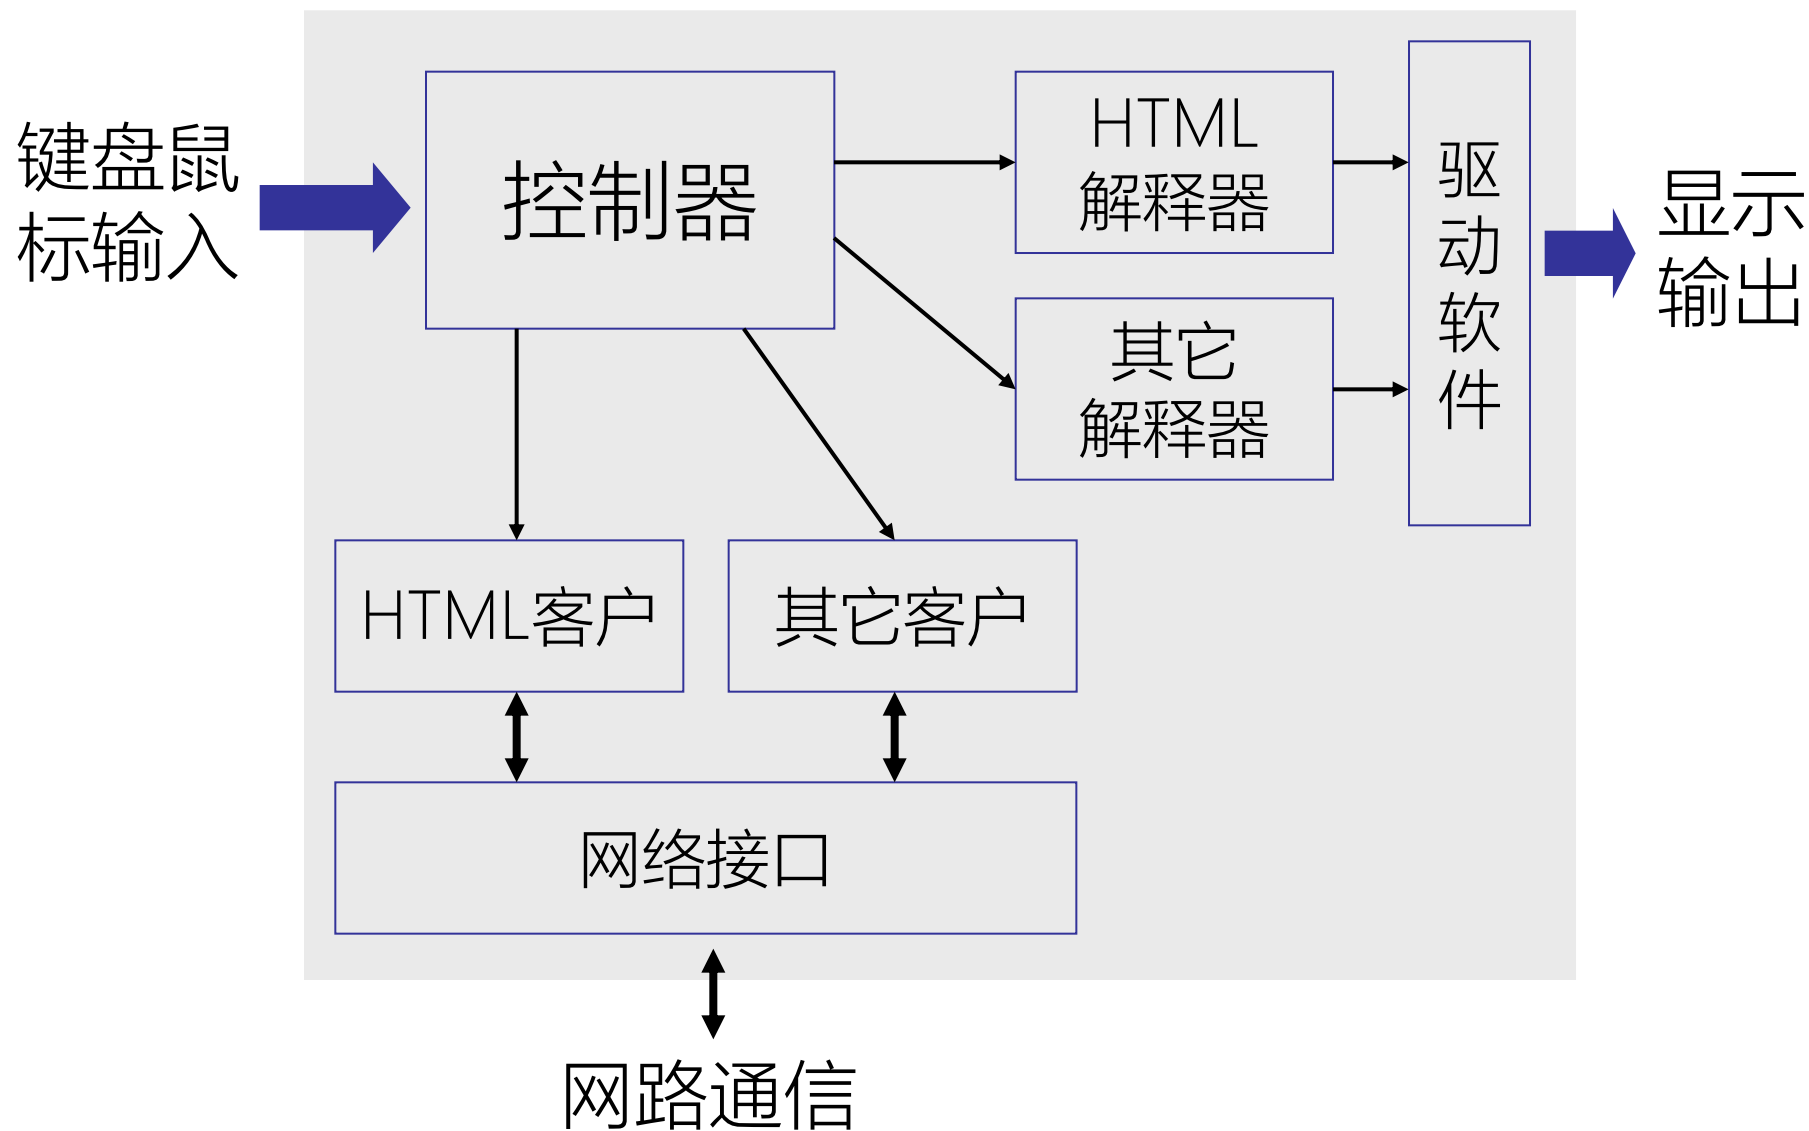 键盘鼠
标输入
控制器
HTML
解释器
其它
解释器
驱
动
软
件
显示
输出
HTML客户
其它客户
网络接口
网路通信